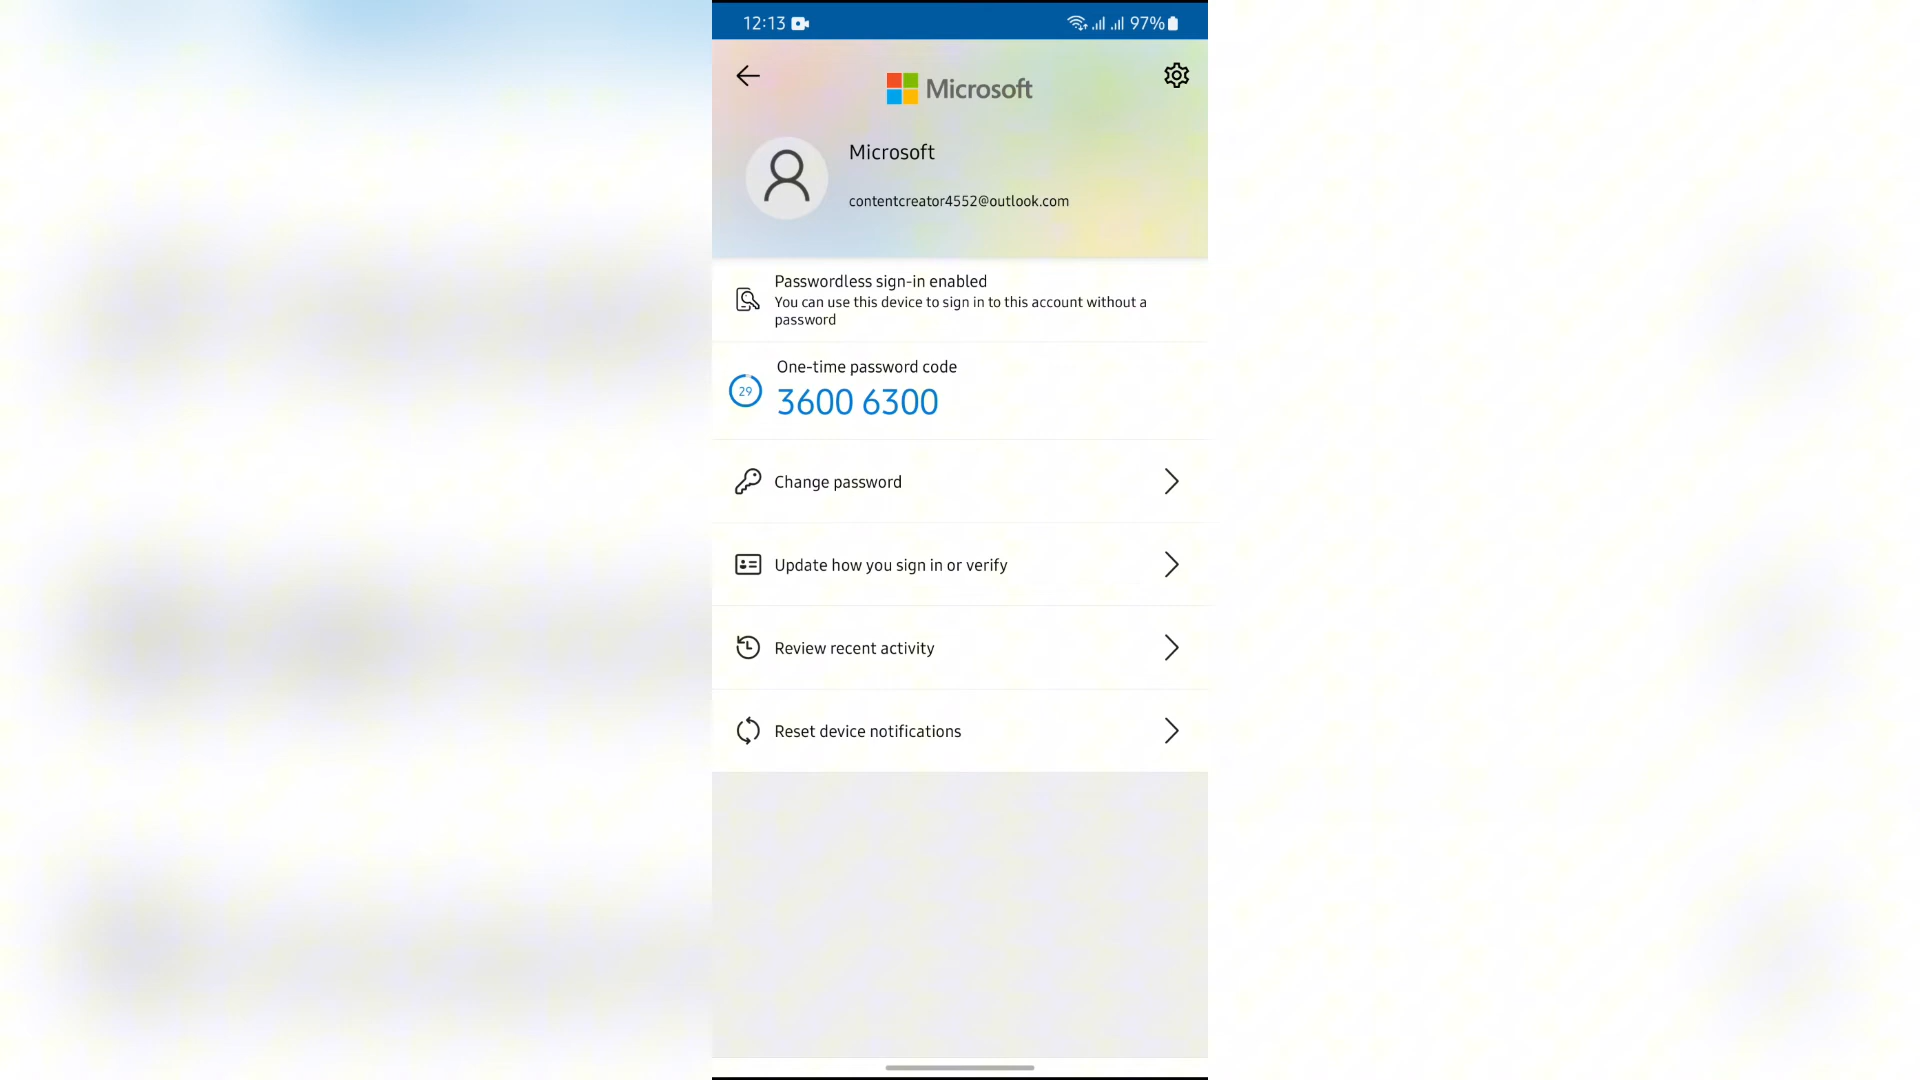 12:13
97%
Microsoft
Microsoft
contentcreator4552@outlook.com
Passwordless sign-in enabled
You can use this device to sign in to this account without a
password
One-time password code
29
3600 6300
Change password
Update how you sign in or verify
Review recent activity
Reset device notifications